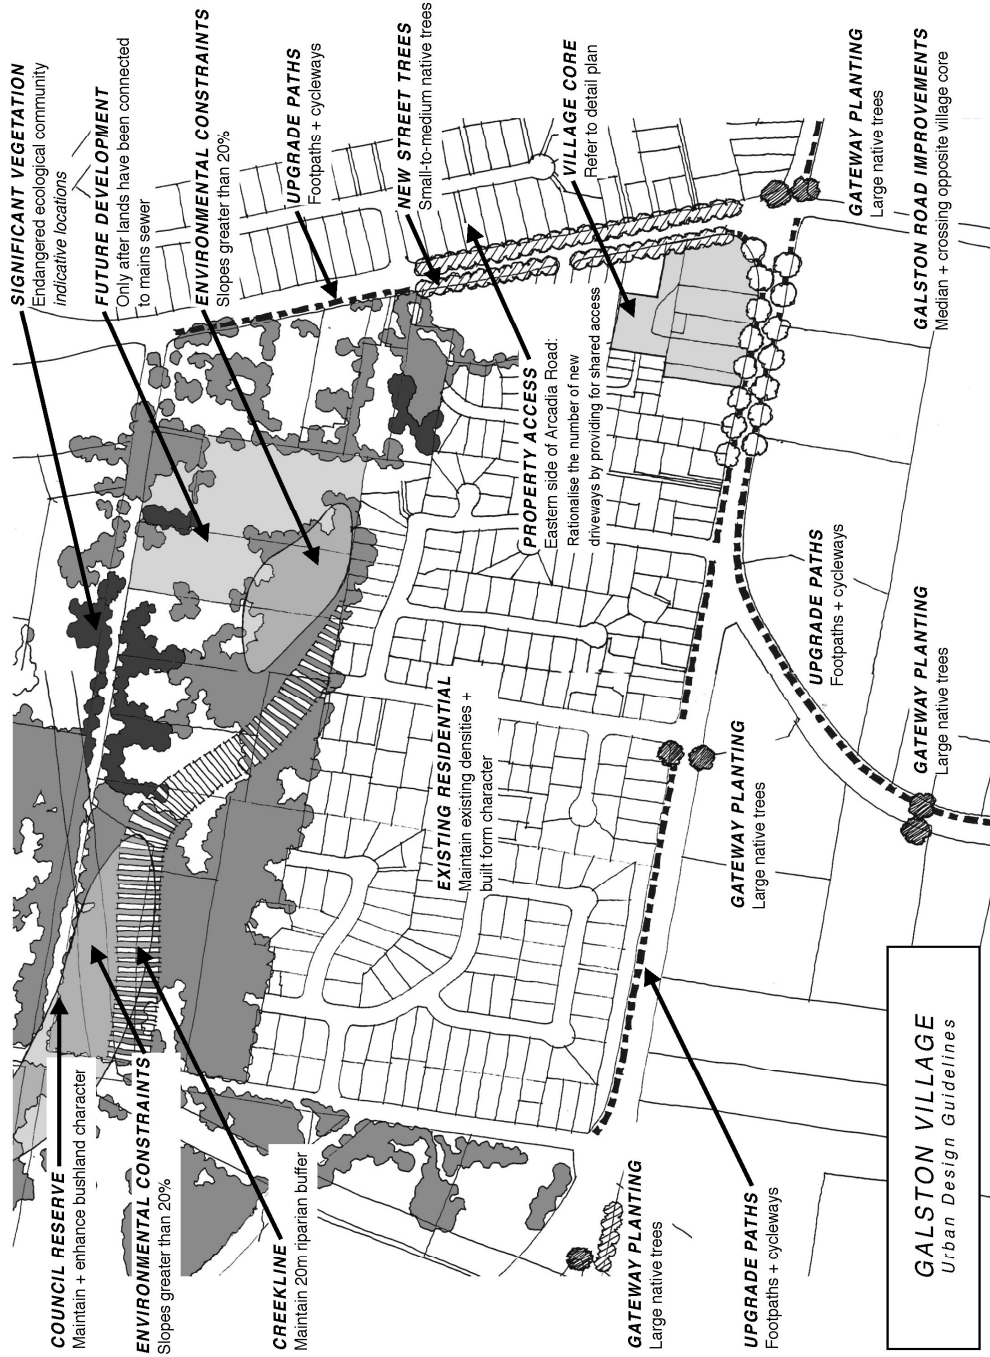 COUNCIL RESERVE
Maintain + enhance bushland character
ENVIRONMENTAL CONSTRAINTS
Slopes greater than 20%
CREEKLINE
Maintain 20m riparian buffer
GATEWAY PLANTING
Large native trees
UPGRADE PATHS
Footpaths + cycleways
SIGNIFICANT VEGETATION
Endangered ecological community
indicative locations
FUTURE DEVELOPMENT
Only after lands have been connected
to mains sewer
ENVIRONMENTAL CONSTRAINTS
Slopes greater than 20%
UPGRADE PATHS
Footpaths + cycleways
NEW STREET TREES
Small-to-medium native trees
VILLAGE CORE
Refer to detail plan
GATEWAY PLANTING
Large native trees
GALSTON ROAD IMPROVEMENTS
Median + crossing opposite village core
PROPERTY ACCESS
Eastern side of Arcadia Road:
Rationalise the number of new
driveways by providing for shared access
EXISTING RESIDENTIAL
Maintain existing densities +
built form character
GATEWAY PLANTING
Large native trees
UPGRADE PATHS
Footpaths + cycleways
GATEWAY PLANTING
Large native trees
GALSTON VILLAGE
Urban Design Guidelines